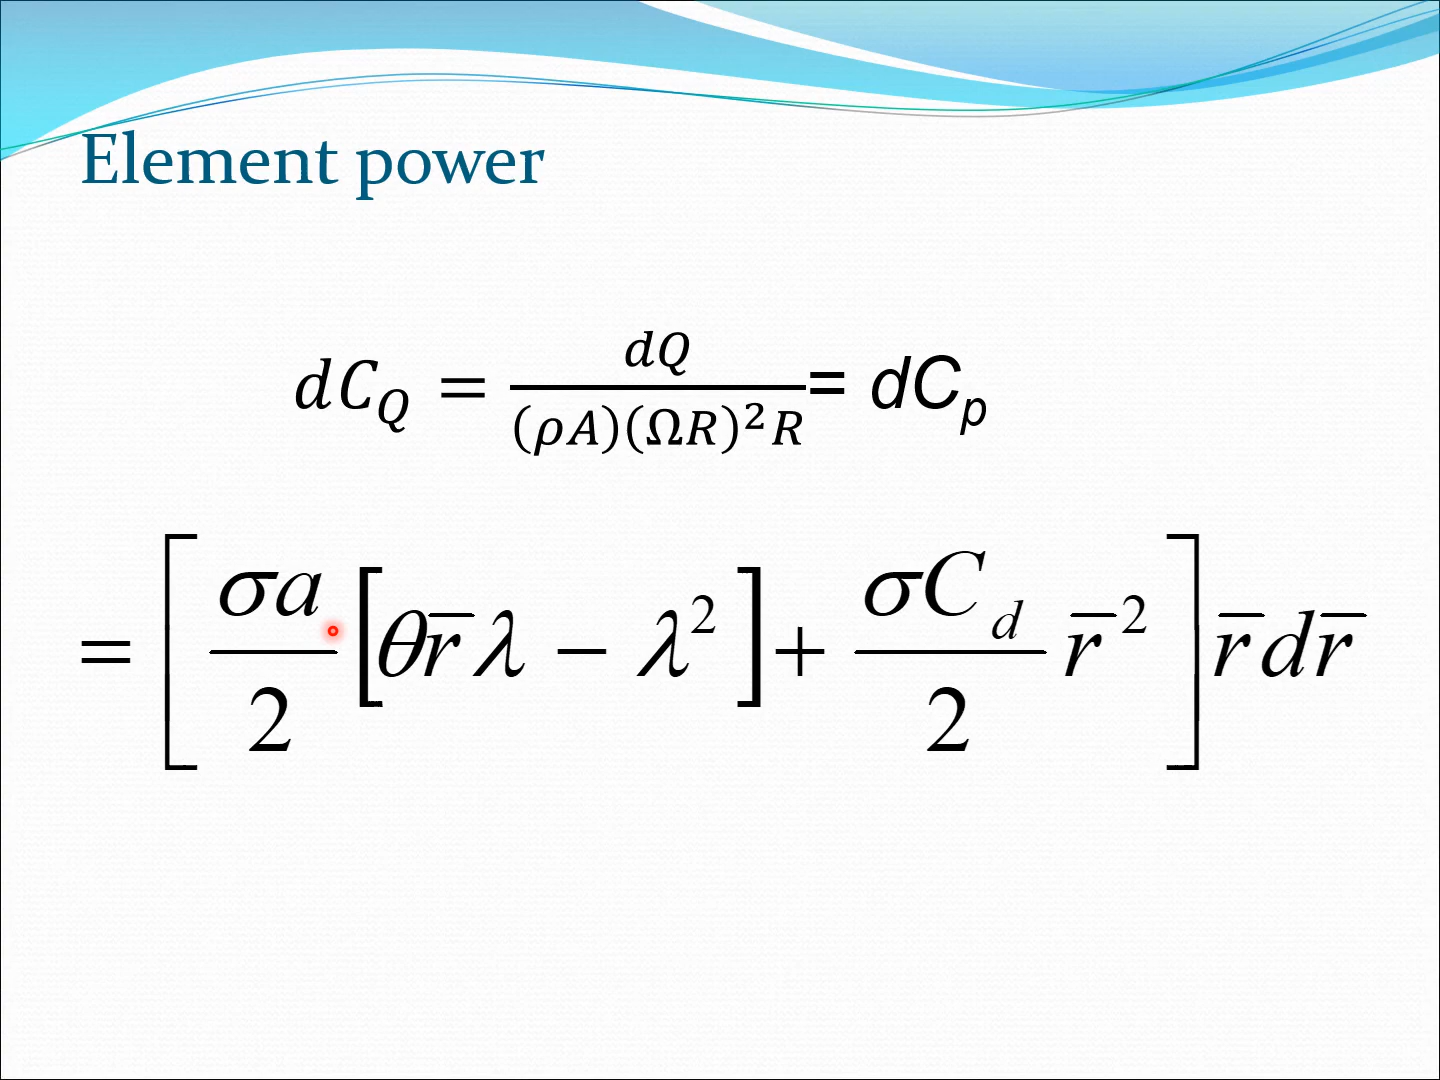 Element power
dC_Q = dQ / (ρA)(ΩR)²R = dC_p
= [ σa/2 [θr̅λ − λ²] + σC_d/2 r̅² ] r̅dr̅